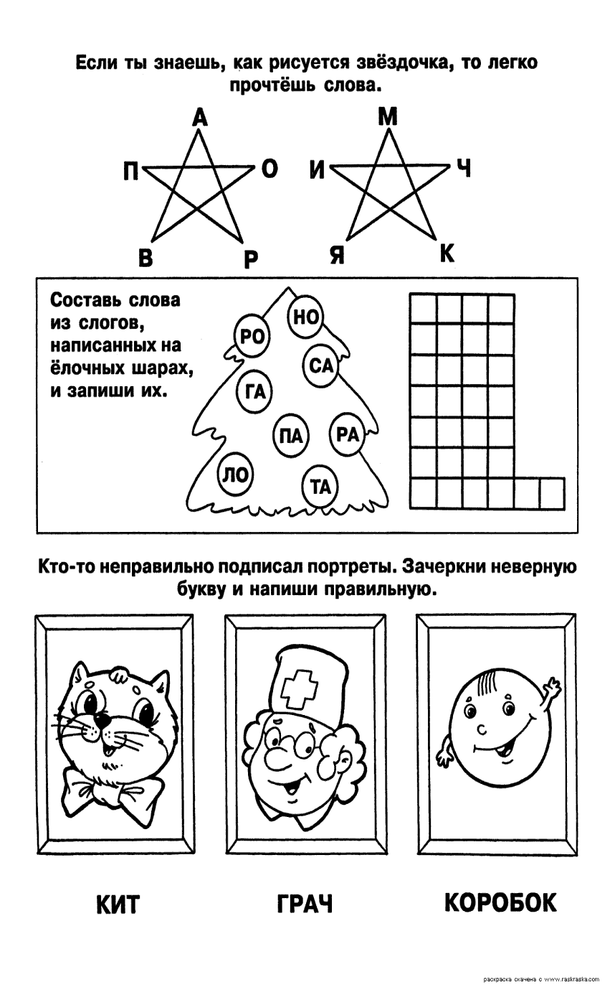 Если ты знаешь, как рисуется звёздочка, то легко
прочтёшь слова.
А
П
О
В
Р
М
И
Ч
Я
К
Составь слова
из слогов,
написанных на
ёлочных шарах,
и запиши их.
НО
РО
СА
ГА
ПА
РА
ЛО
ТА
Кто-то неправильно подписал портреты. Зачеркни неверную
букву и напиши правильную.
КИТ
ГРАЧ
КОРОБОК
раскраска скачена с www.raskraska.com